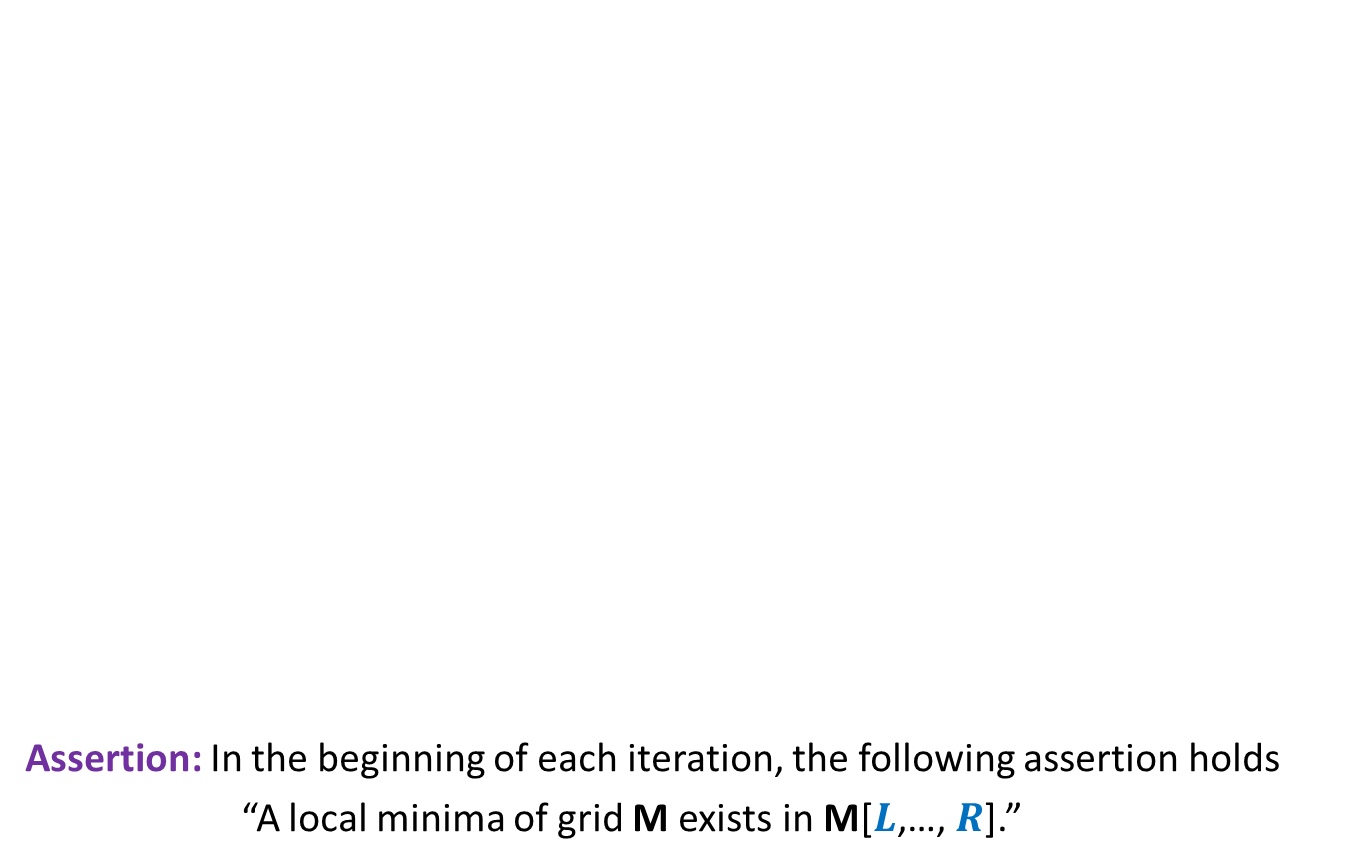 Assertion: In the beginning of each iteration, the following assertion holds
“A local minima of grid M exists in M[L,…, R].”